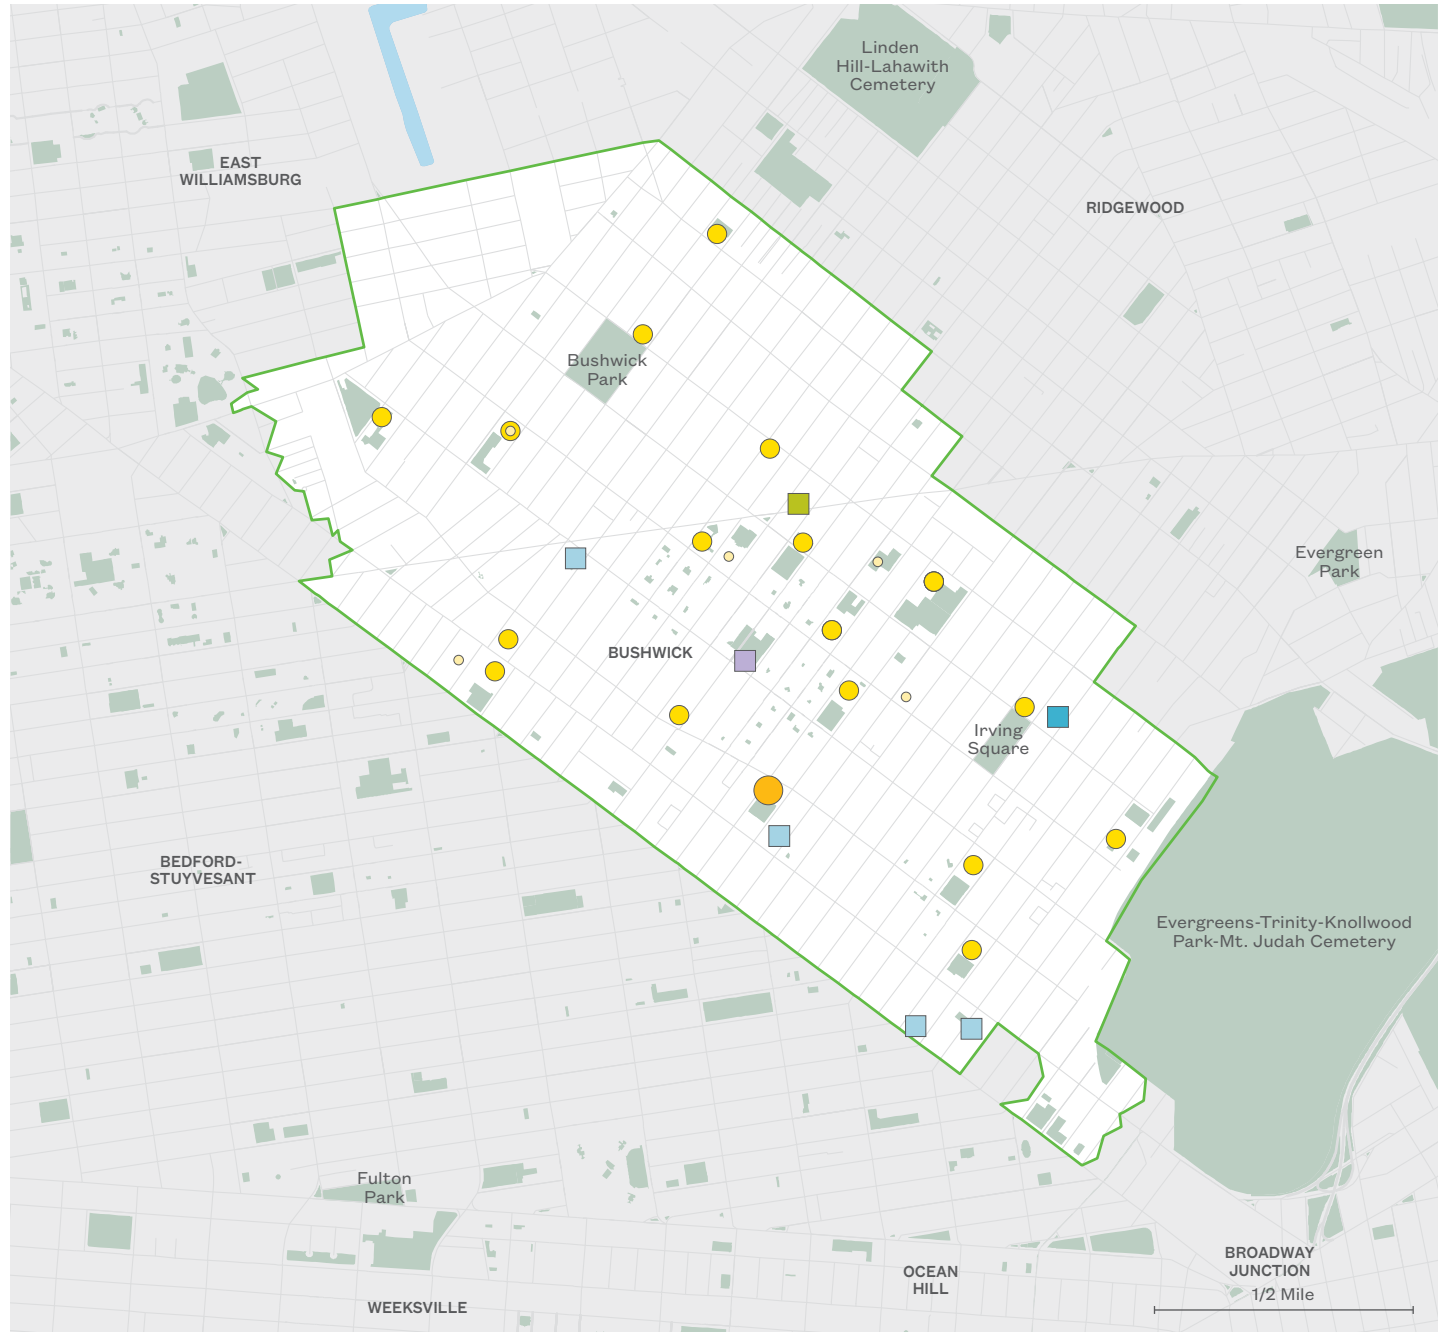 Linden
Hill-Lahawith
Cemetery
EAST
WILLIAMSBURG
RIDGEWOOD
Bushwick
Park
Evergreen
Park
BUSHWICK
Irving
Square
BEDFORD-
STUYVESANT
Evergreens-Trinity-Knollwood
Park-Mt. Judah Cemetery
Fulton
Park
BROADWAY
JUNCTION
OCEAN
HILL
1/2 Mile
WEEKSVILLE